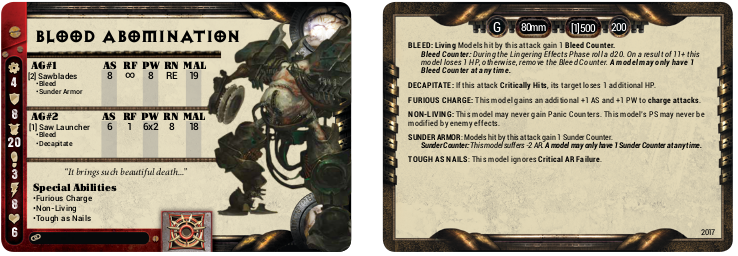 BLOOD ABOMINATION
AG#1 AS RF PW RN MAL
[2] Sawblades 8 ∞ 8 RE 19
•Bleed
•Sunder Armor
AG#2 AS RF PW RN MAL
[1] Saw Launcher 6 1 6x2 8 18
•Bleed
•Decapitate
"It brings such beautiful death..."
Special Abilities
•Furious Charge
•Non-Living
•Tough as Nails
4
8
20
3
8
6
G 80mm [1]500 200
BLEED: Living Models hit by this attack gain 1 Bleed Counter.
Bleed Counter: During the Lingering Effects Phase roll a d20. On a result of 11+ this
model loses 1 HP, otherwise, remove the Bleed Counter. A model may only have 1
Bleed Counter at any time.
DECAPITATE: If this attack Critically Hits, its target loses 1 additional HP.
FURIOUS CHARGE: This model gains an additional +1 AS and +1 PW to charge attacks.
NON-LIVING: This model may never gain Panic Counters. This model's PS may never be
modified by enemy effects.
SUNDER ARMOR: Models hit by this attack gain 1 Sunder Counter.
Sunder Counter: This model suffers -2 AR. A model may only have 1 Sunder Counter at any time.
TOUGH AS NAILS: This model ignores Critical AR Failure.
2017